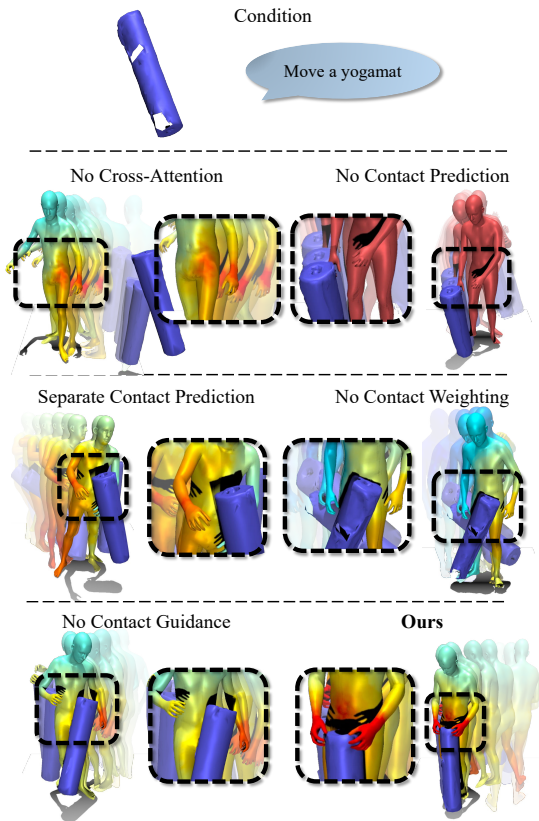 Condition
Move a yogamat
No Cross-Attention
No Contact Prediction
Separate Contact Prediction
No Contact Weighting
No Contact Guidance
Ours